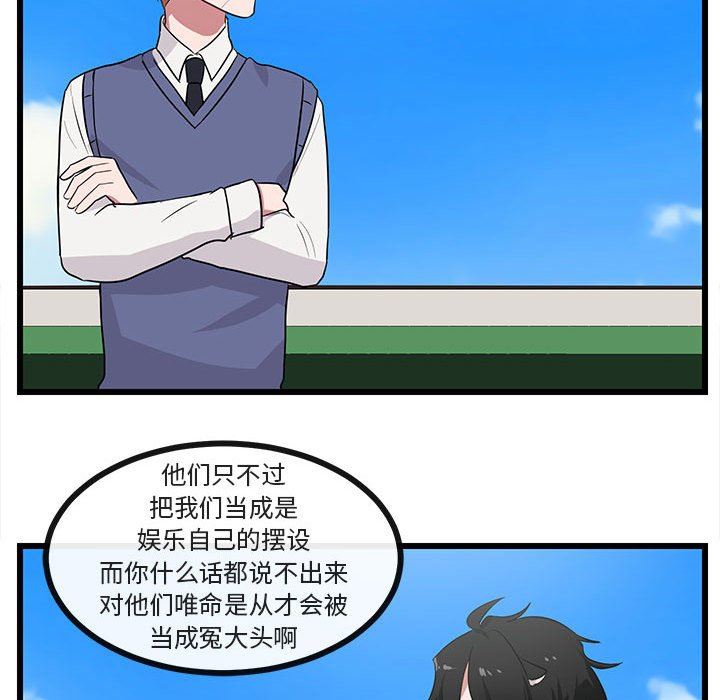 他们只不过
把我们当成是
娱乐自己的摆设
而你什么话都说不出来
对他们唯命是从才会被
当成冤大头啊